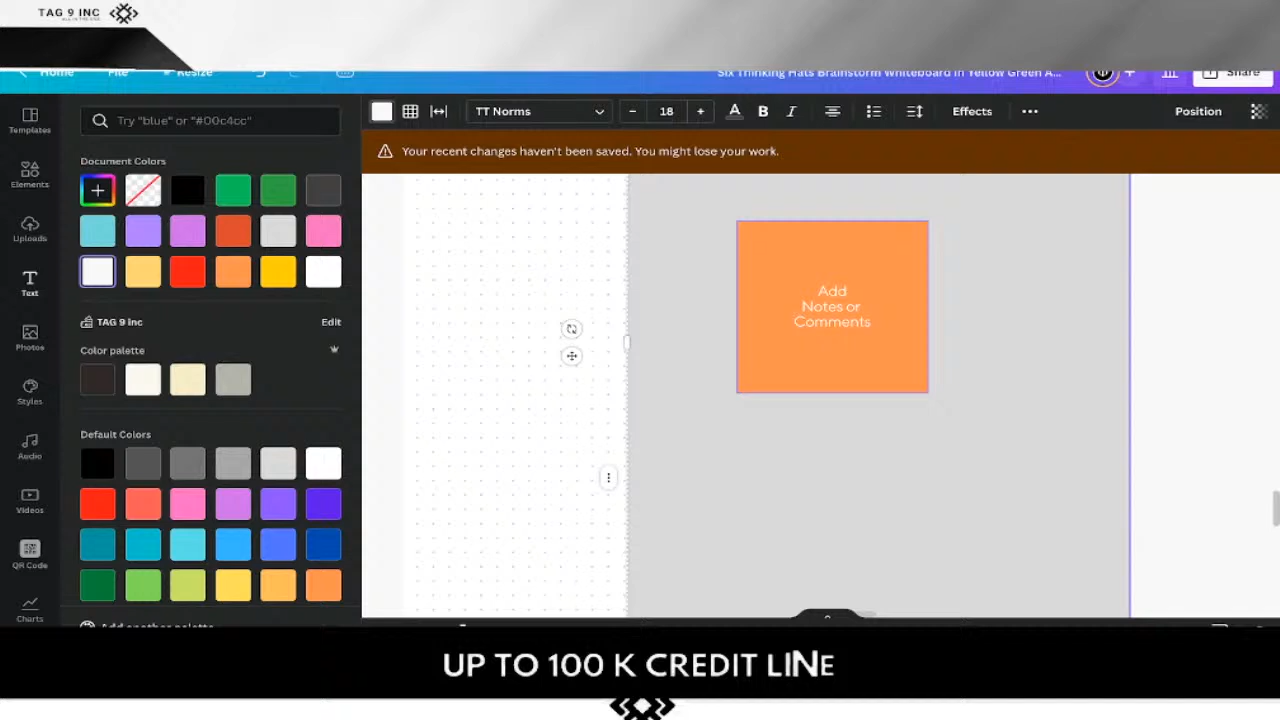 TAG 9 INC
Home File Resize Six Thinking Hats Brainstorm Whiteboard in Yellow Green A... Share
Templates
Elements
Uploads
Text
Photos
Styles
Audio
Videos
QR Code
Charts
Try "blue" or "#00c4cc"
Document Colors
TAG 9 Inc Edit
Color palette
Default Colors
Add another palette
TT Norms 18 A B I Effects Position
Your recent changes haven't been saved. You might lose your work.
Add
Notes or
Comments
UP TO 100 K CREDIT LINE